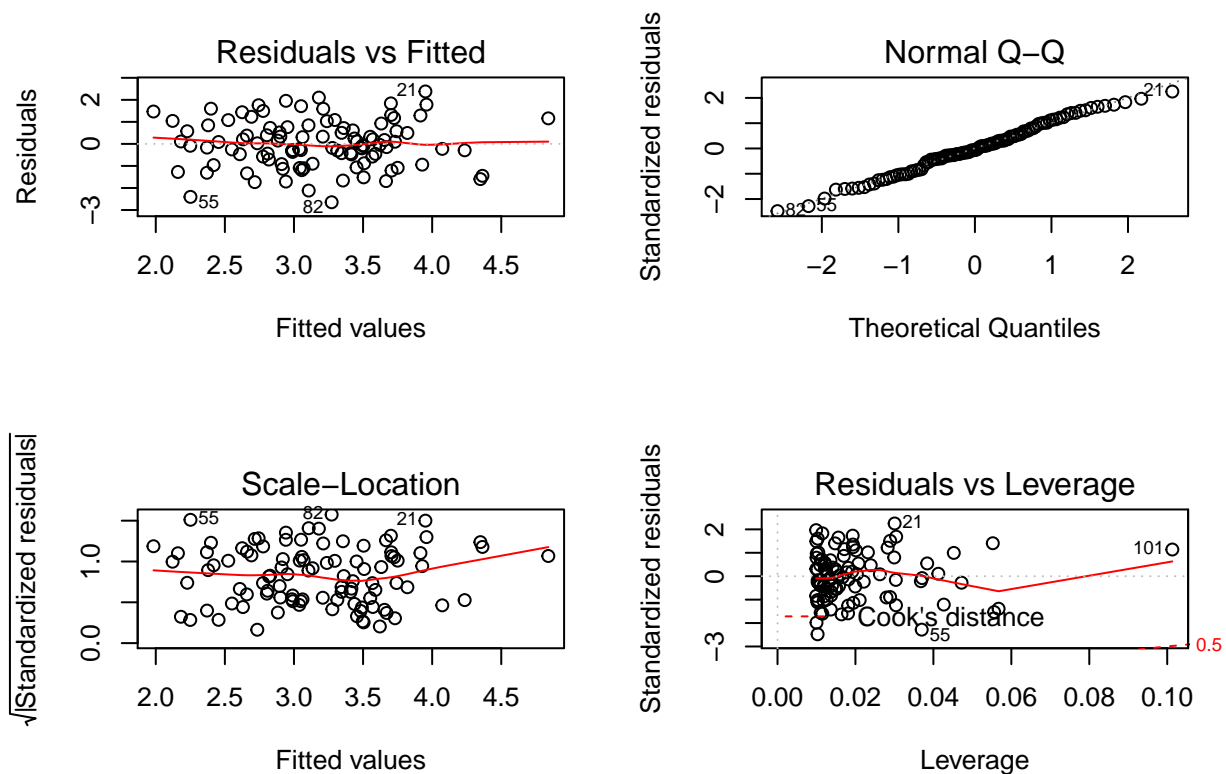 Residuals vs Fitted
Residuals
2
0
−3
21
55
82
2.0 2.5 3.0 3.5 4.0 4.5
Fitted values
Normal Q−Q
Standardized residuals
2
0
−2
21
82
55
−2 −1 0 1 2
Theoretical Quantiles
Scale−Location
√|Standardized residuals|
1.0
0.0
55
82
21
2.0 2.5 3.0 3.5 4.0 4.5
Fitted values
Residuals vs Leverage
Standardized residuals
2
0
−3
21
101
Cook's distance
55
0.5
0.00 0.02 0.04 0.06 0.08 0.10
Leverage